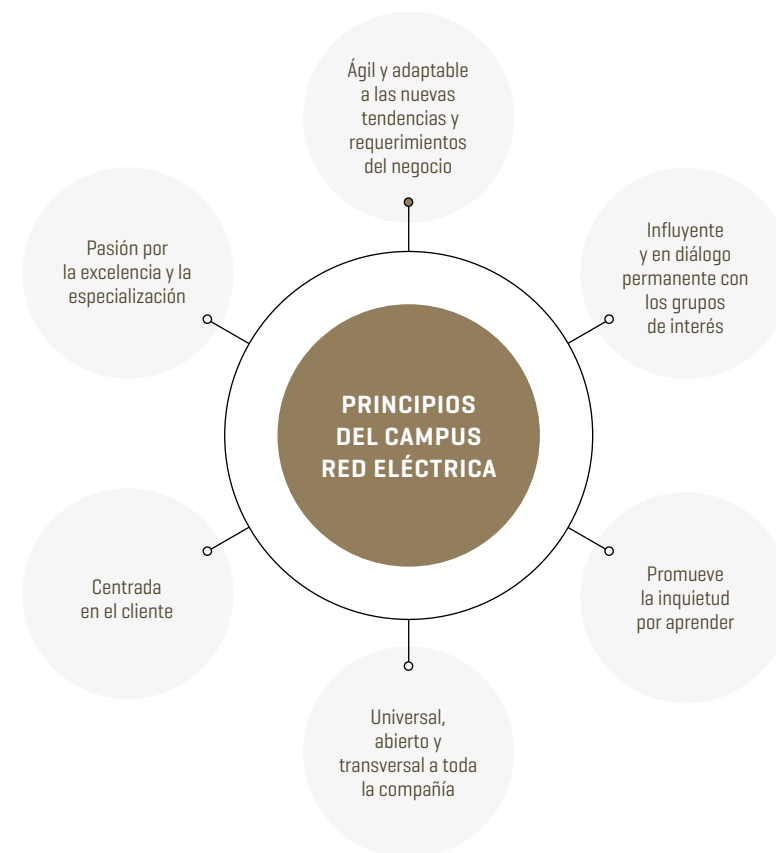 Ágil y adaptable
a las nuevas
tendencias y
requerimientos
del negocio
Influyente
y en diálogo
permanente con
los grupos
de interés
Promueve
la inquietud
por aprender
Universal,
abierto y
transversal a toda
la compañía
Centrada
en el cliente
Pasión por
la excelencia y la
especialización
PRINCIPIOS
DEL CAMPUS
RED ELÉCTRICA